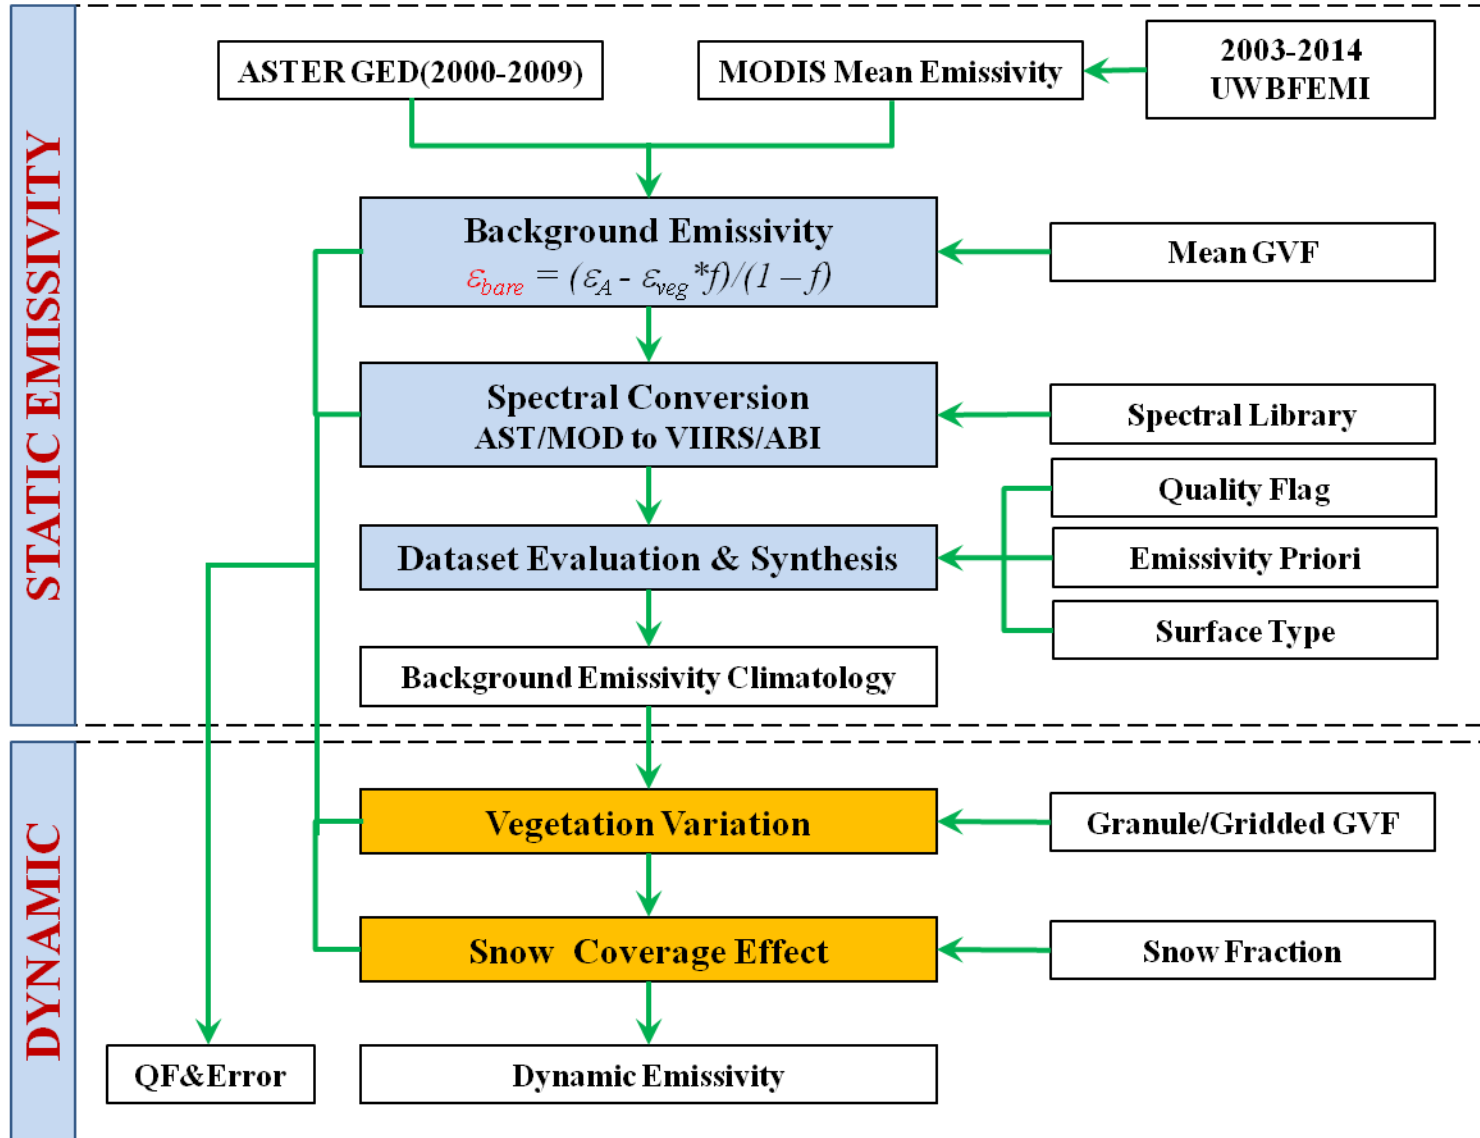 STATIC EMISSIVITY
ASTER GED(2000-2009)
MODIS Mean Emissivity
2003-2014
UWBFEMI
Background Emissivity
εbare = (εA - εveg *f)/(1 – f)
Mean GVF
Spectral Conversion
AST/MOD to VIIRS/ABI
Spectral Library
Quality Flag
Dataset Evaluation & Synthesis
Emissivity Priori
Surface Type
Background Emissivity Climatology
DYNAMIC
Vegetation Variation
Granule/Gridded GVF
Snow Coverage Effect
Snow Fraction
QF&Error
Dynamic Emissivity